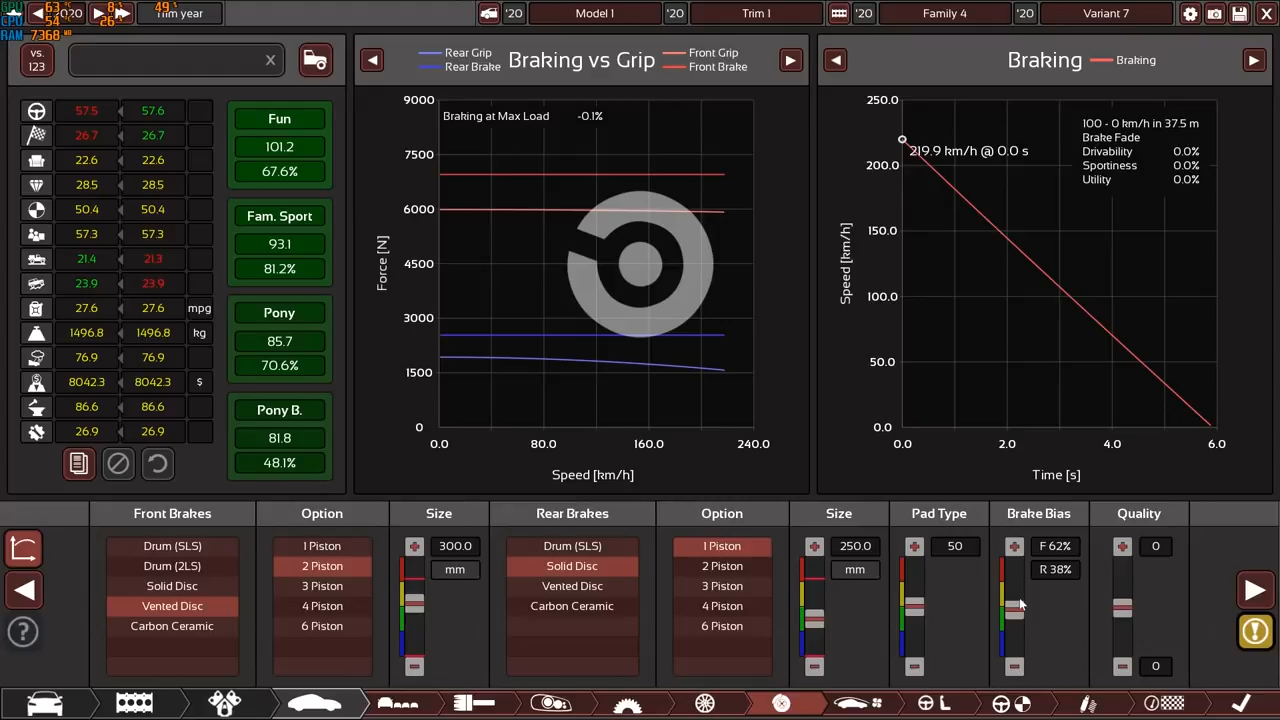 GPU 63 °C 8 % 49 °C
CPU 54 °C 26 %
RAM 7368 MB
2020
Trim year
'20 Model 1
'20 Trim 1
Family 4
'20 Variant 7
vs.
123
X
57.5 57.6
26.7 26.7
22.6 22.6
28.5 28.5
50.4 50.4
57.3 57.3
21.4 21.3
23.9 23.9
27.6 27.6 mpg
1496.8 1496.8 kg
76.9 76.9
8042.3 8042.3 $
86.6 86.6
26.9 26.9
Fun
101.2
67.6%
Fam. Sport
93.1
81.2%
Pony
85.7
70.6%
Pony B.
81.8
48.1%
Braking vs Grip
Rear Grip
Rear Brake
Front Grip
Front Brake
Braking at Max Load -0.1%
Force [N]
9000
7500
6000
4500
3000
1500
0
0.0 80.0 160.0 240.0
Speed [km/h]
Braking
Braking
100 - 0 km/h in 37.5 m
Brake Fade
Drivability 0.0%
Sportiness 0.0%
Utility 0.0%
219.9 km/h @ 0.0 s
Speed [km/h]
250.0
200.0
150.0
100.0
50.0
0.0
0.0 2.0 4.0 6.0
Time [s]
Front Brakes
Drum (SLS)
Drum (2LS)
Solid Disc
Vented Disc
Carbon Ceramic
Option
1 Piston
2 Piston
3 Piston
4 Piston
6 Piston
Size
300.0
mm
Rear Brakes
Drum (SLS)
Solid Disc
Vented Disc
Carbon Ceramic
Option
1 Piston
2 Piston
3 Piston
4 Piston
6 Piston
Size
250.0
mm
Pad Type
50
Brake Bias
F 62%
R 38%
Quality
0
0